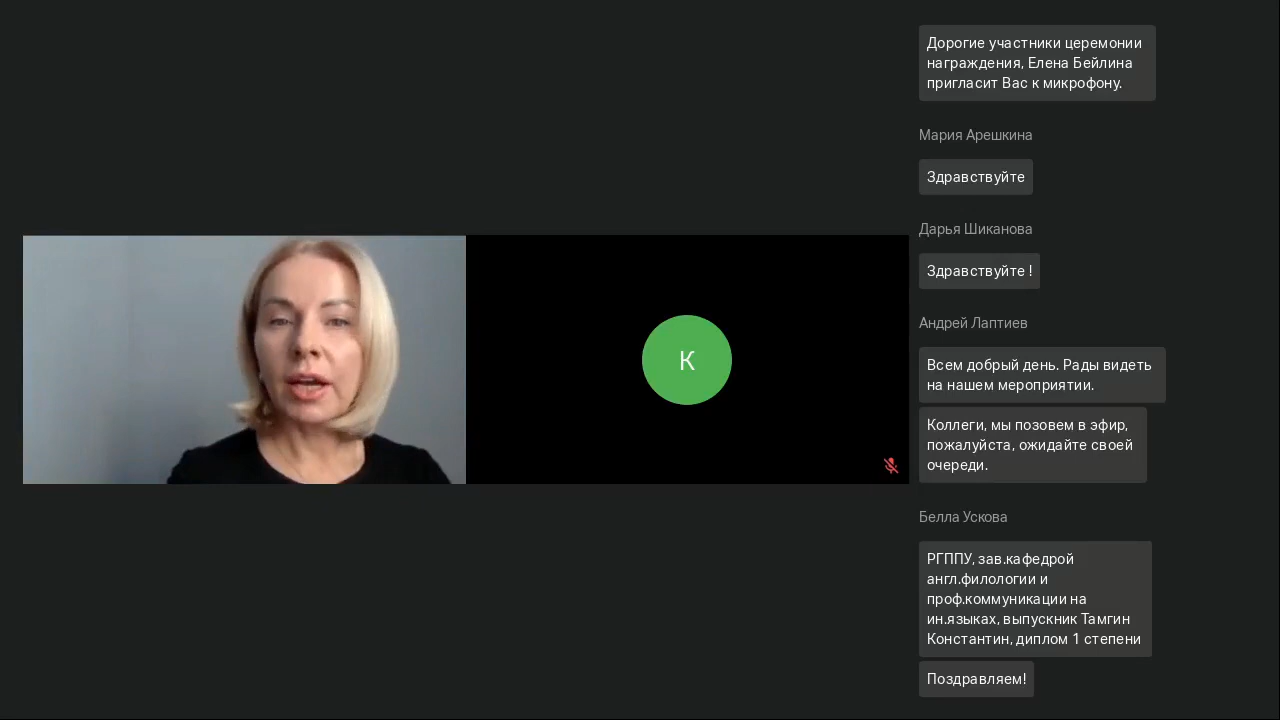 Дорогие участники церемонии
награждения, Елена Бейлина
пригласит Вас к микрофону.
Мария Арешкина
Здравствуйте
Дарья Шиканова
Здравствуйте !
Андрей Лаптиев
Всем добрый день. Рады видеть
на нашем мероприятии.
Коллеги, мы позовем в эфир,
пожалуйста, ожидайте своей
очереди.
К
Белла Ускова
РГППУ, зав.кафедрой
англ.филологии и
проф.коммуникации на
ин.языках, выпускник Тамгин
Константин, диплом 1 степени
Поздравляем!